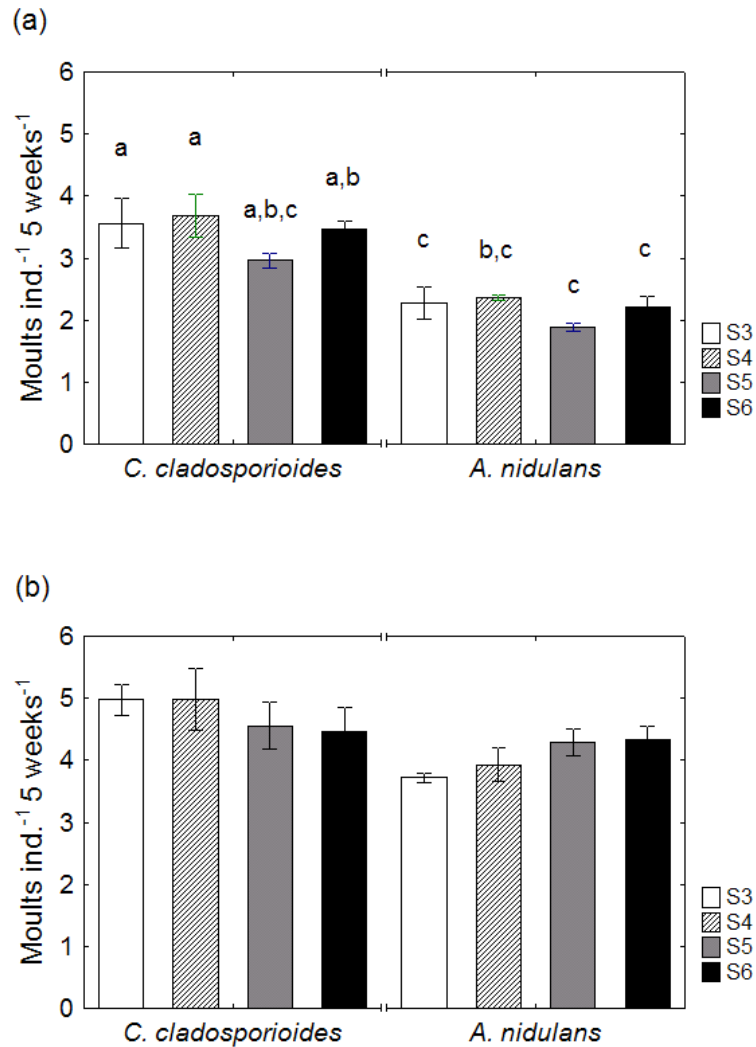 (a)
6
5
4
3
2
1
0
Moults ind.⁻¹ 5 weeks⁻¹
a
a
a,b,c
a,b
c
b,c
c
c
S3
S4
S5
S6
C. cladosporioides
A. nidulans
(b)
6
5
4
3
2
1
0
Moults ind.⁻¹ 5 weeks⁻¹
S3
S4
S5
S6
C. cladosporioides
A. nidulans